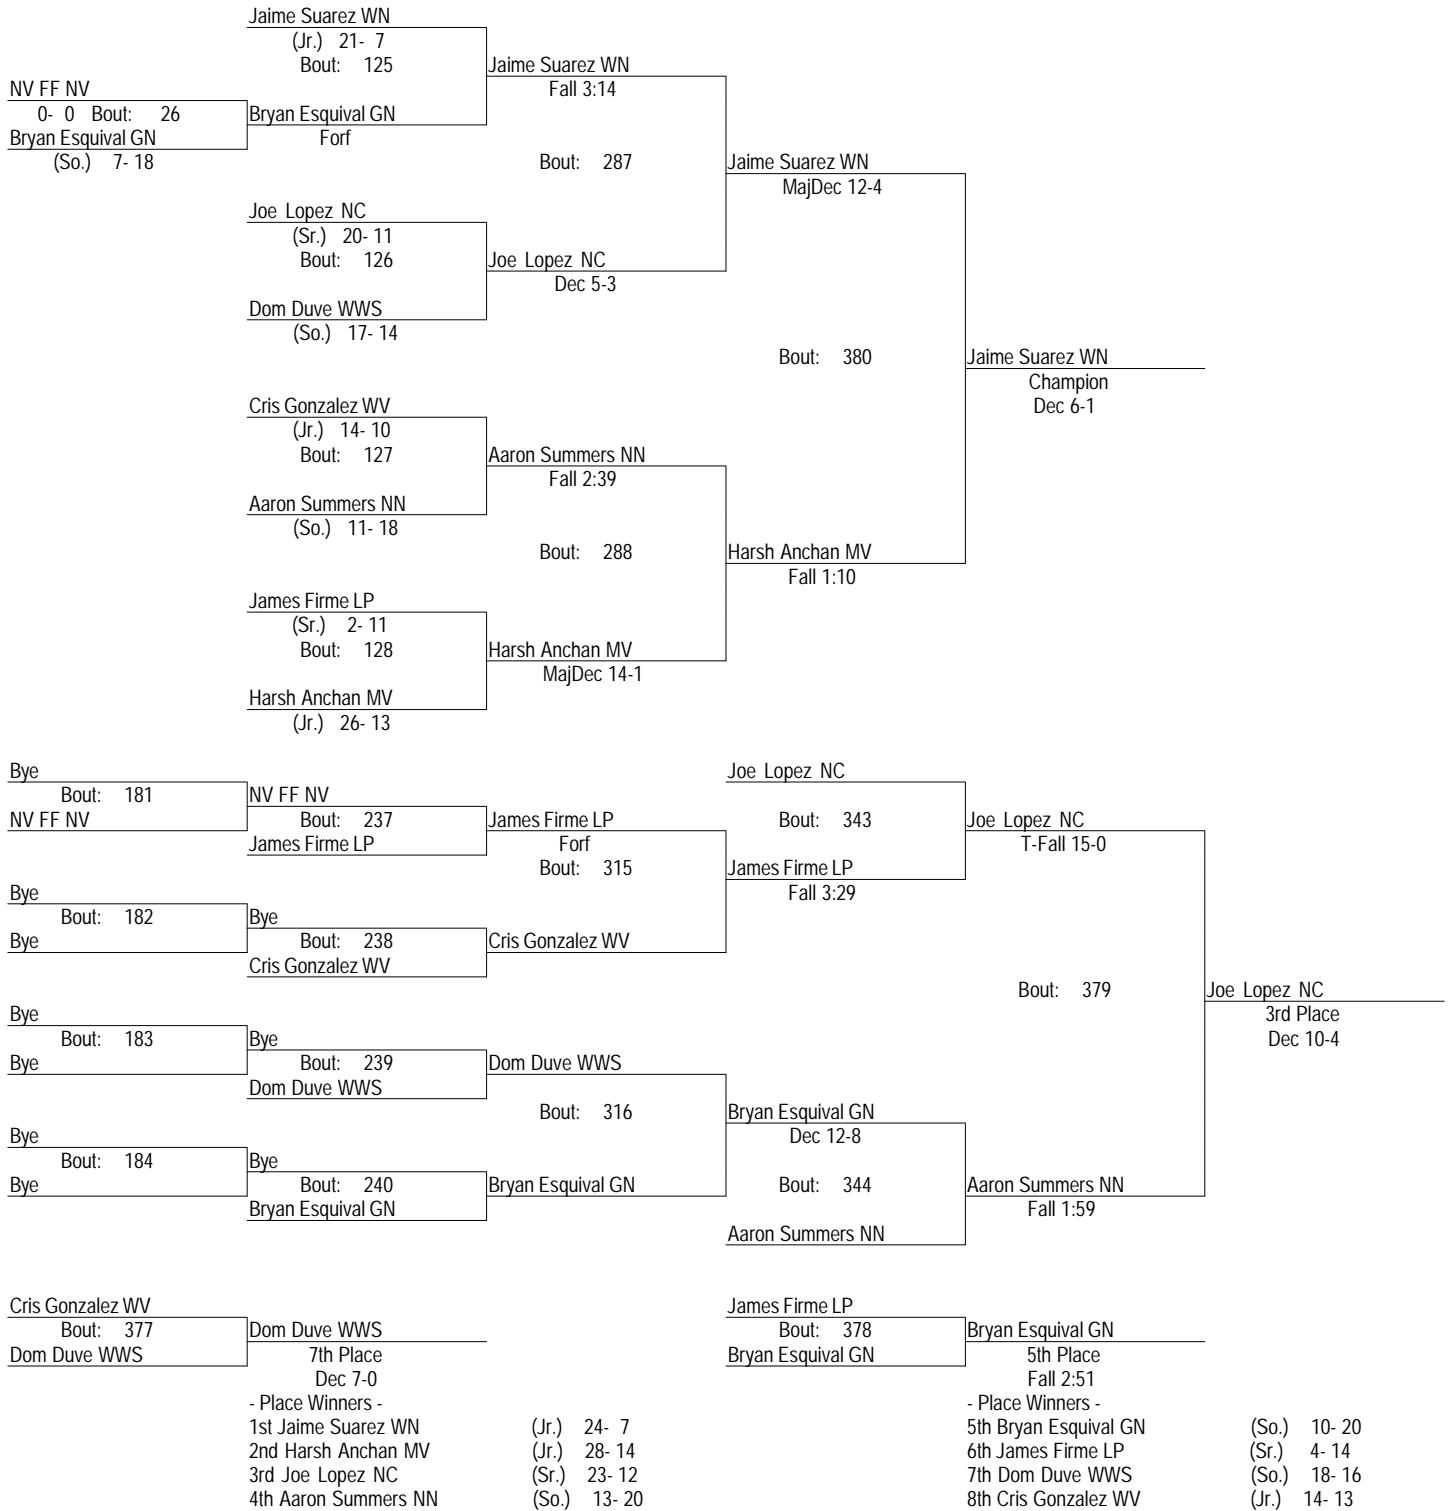 Jaime Suarez WN
(Jr.) 21- 7
Bout: 125
Jaime Suarez WN
Fall 3:14
NV FF NV
0- 0 Bout: 26
Bryan Esquival GN
Forf
Bryan Esquival GN
(So.) 7- 18
Bout: 287
Jaime Suarez WN
MajDec 12-4
Joe Lopez NC
(Sr.) 20- 11
Bout: 126
Joe Lopez NC
Dec 5-3
Dom Duve WWS
(So.) 17- 14
Bout: 380
Jaime Suarez WN
Champion
Dec 6-1
Cris Gonzalez WV
(Jr.) 14- 10
Bout: 127
Aaron Summers NN
Fall 2:39
Aaron Summers NN
(So.) 11- 18
Bout: 288
Harsh Anchan MV
Fall 1:10
James Firme LP
(Sr.) 2- 11
Bout: 128
Harsh Anchan MV
MajDec 14-1
Harsh Anchan MV
(Jr.) 26- 13
Bye
Bout: 181
NV FF NV
NV FF NV
Bout: 237
James Firme LP
James Firme LP
Forf
Bout: 315
Joe Lopez NC
Bout: 343
Joe Lopez NC
T-Fall 15-0
James Firme LP
Fall 3:29
Bye
Bout: 182
Bye
Bye
Bout: 238
Cris Gonzalez WV
Cris Gonzalez WV
Bout: 379
Joe Lopez NC
3rd Place
Dec 10-4
Bye
Bout: 183
Bye
Bye
Bout: 239
Dom Duve WWS
Dom Duve WWS
Bout: 316
Bryan Esquival GN
Dec 12-8
Bye
Bout: 184
Bye
Bye
Bout: 240
Bryan Esquival GN
Bryan Esquival GN
Bout: 344
Aaron Summers NN
Fall 1:59
Aaron Summers NN
Cris Gonzalez WV
Bout: 377
Dom Duve WWS
Dom Duve WWS
7th Place
Dec 7-0
James Firme LP
Bout: 378
Bryan Esquival GN
Bryan Esquival GN
5th Place
Fall 2:51
- Place Winners -
1st Jaime Suarez WN (Jr.) 24- 7
2nd Harsh Anchan MV (Jr.) 28- 14
3rd Joe Lopez NC (Sr.) 23- 12
4th Aaron Summers NN (So.) 13- 20
- Place Winners -
5th Bryan Esquival GN (So.) 10- 20
6th James Firme LP (Sr.) 4- 14
7th Dom Duve WWS (So.) 18- 16
8th Cris Gonzalez WV (Jr.) 14- 13